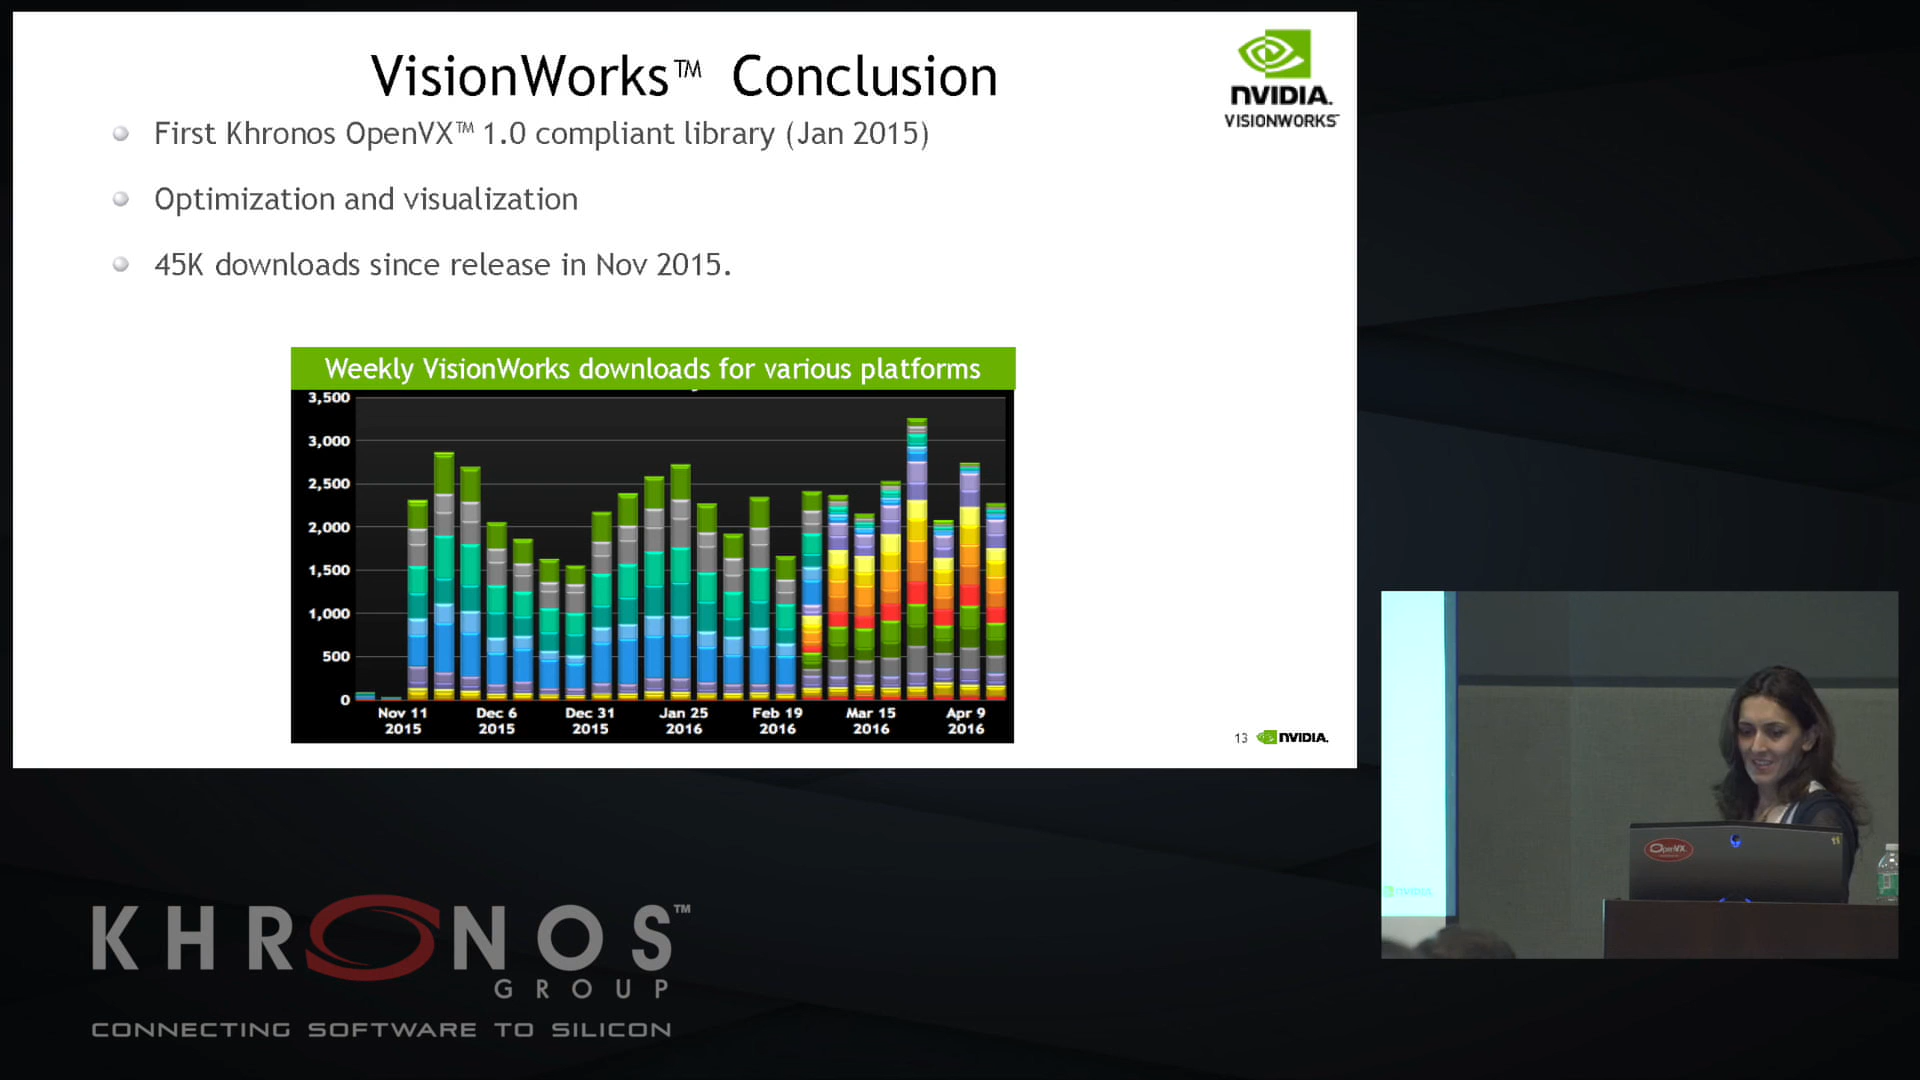 VisionWorks™ Conclusion
NVIDIA.
VISIONWORKS™
First Khronos OpenVX™ 1.0 compliant library (Jan 2015)
Optimization and visualization
45K downloads since release in Nov 2015.
Weekly VisionWorks downloads for various platforms
3,500
3,000
2,500
2,000
1,500
1,000
500
0
Nov 11 2015
Dec 6 2015
Dec 31 2015
Jan 25 2016
Feb 19 2016
Mar 15 2016
Apr 9 2016
13 NVIDIA.
OpenVX
NVIDIA.
KHRONOS™
GROUP
CONNECTING SOFTWARE TO SILICON